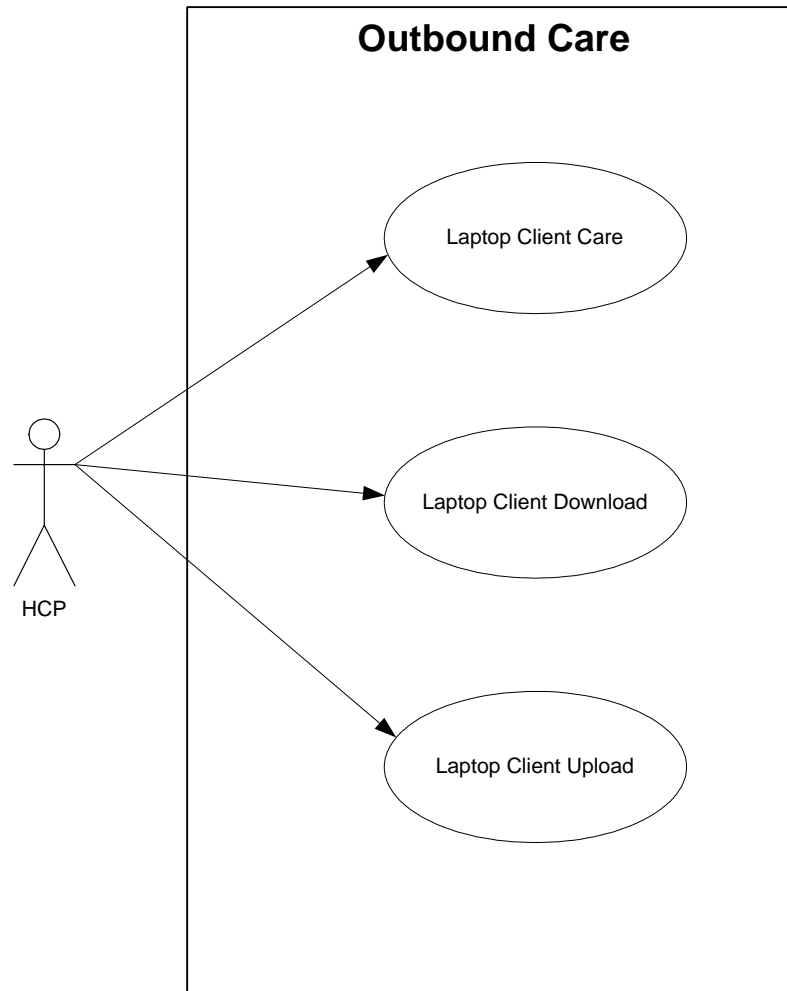 Outbound Care
Laptop Client Care
Laptop Client Download
HCP
Laptop Client Upload